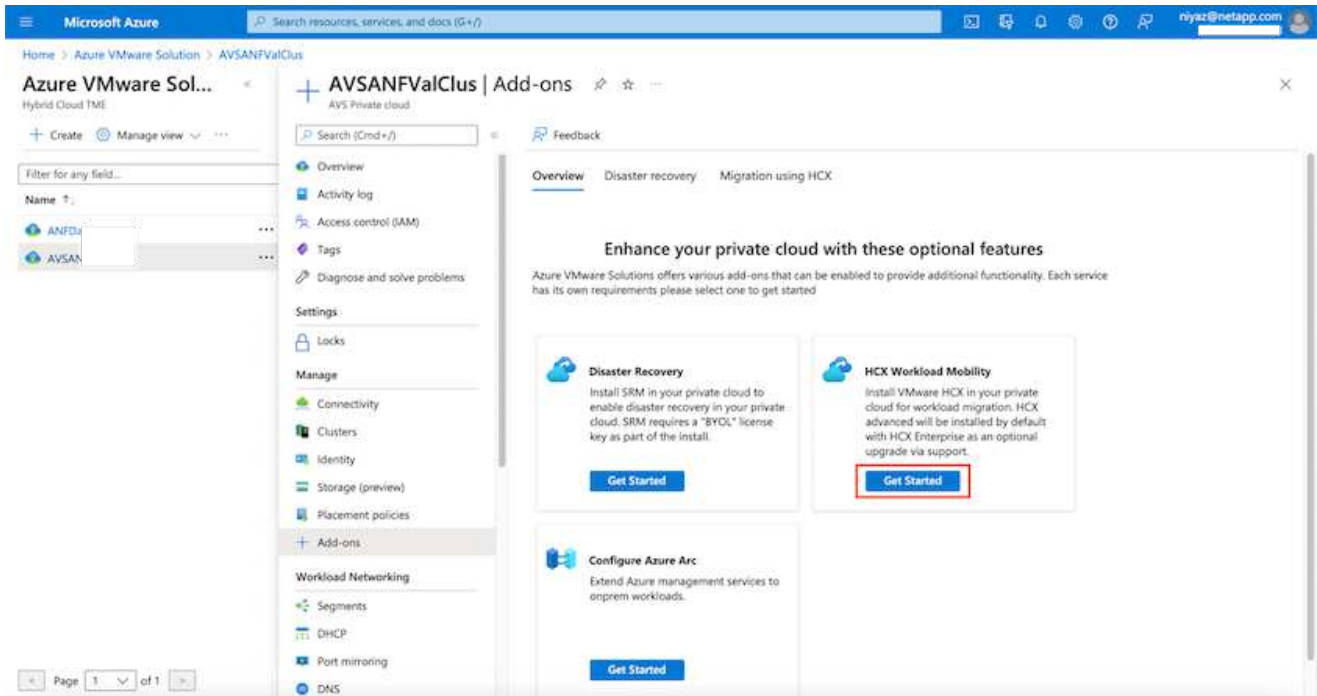 Microsoft Azure
Search resources, services, and docs (G+/)
niyaz@netapp.com
Home > Azure VMware Solution > AVSANFValClus
Azure VMware Sol...
Hybrid Cloud TME
+ Create
Manage view
...
Filter for any field...
Name ↑↓
ANFDa
...
AVSAN
...
< Page 1 of 1 >
AVSANFValClus | Add-ons
...
AVS Private cloud
Search (Cmd+/)
«
Overview
Activity log
Access control (IAM)
Tags
Diagnose and solve problems
Settings
Locks
Manage
Connectivity
Clusters
Identity
Storage (preview)
Placement policies
Add-ons
Workload Networking
Segments
DHCP
Port mirroring
DNS
Feedback
Overview
Disaster recovery
Migration using HCX
Enhance your private cloud with these optional features
Azure VMware Solutions offers various add-ons that can be enabled to provide additional functionality. Each service
has its own requirements please select one to get started
Disaster Recovery
Install SRM in your private cloud to
enable disaster recovery in your private
cloud. SRM requires a "BYOL" license
key as part of the install.
Get Started
HCX Workload Mobility
Install VMware HCX in your private
cloud for workload migration. HCX
advanced will be installed by default
with HCX Enterprise as an optional
upgrade via support.
Get Started
Configure Azure Arc
Extend Azure management services to
onprem workloads.
Get Started